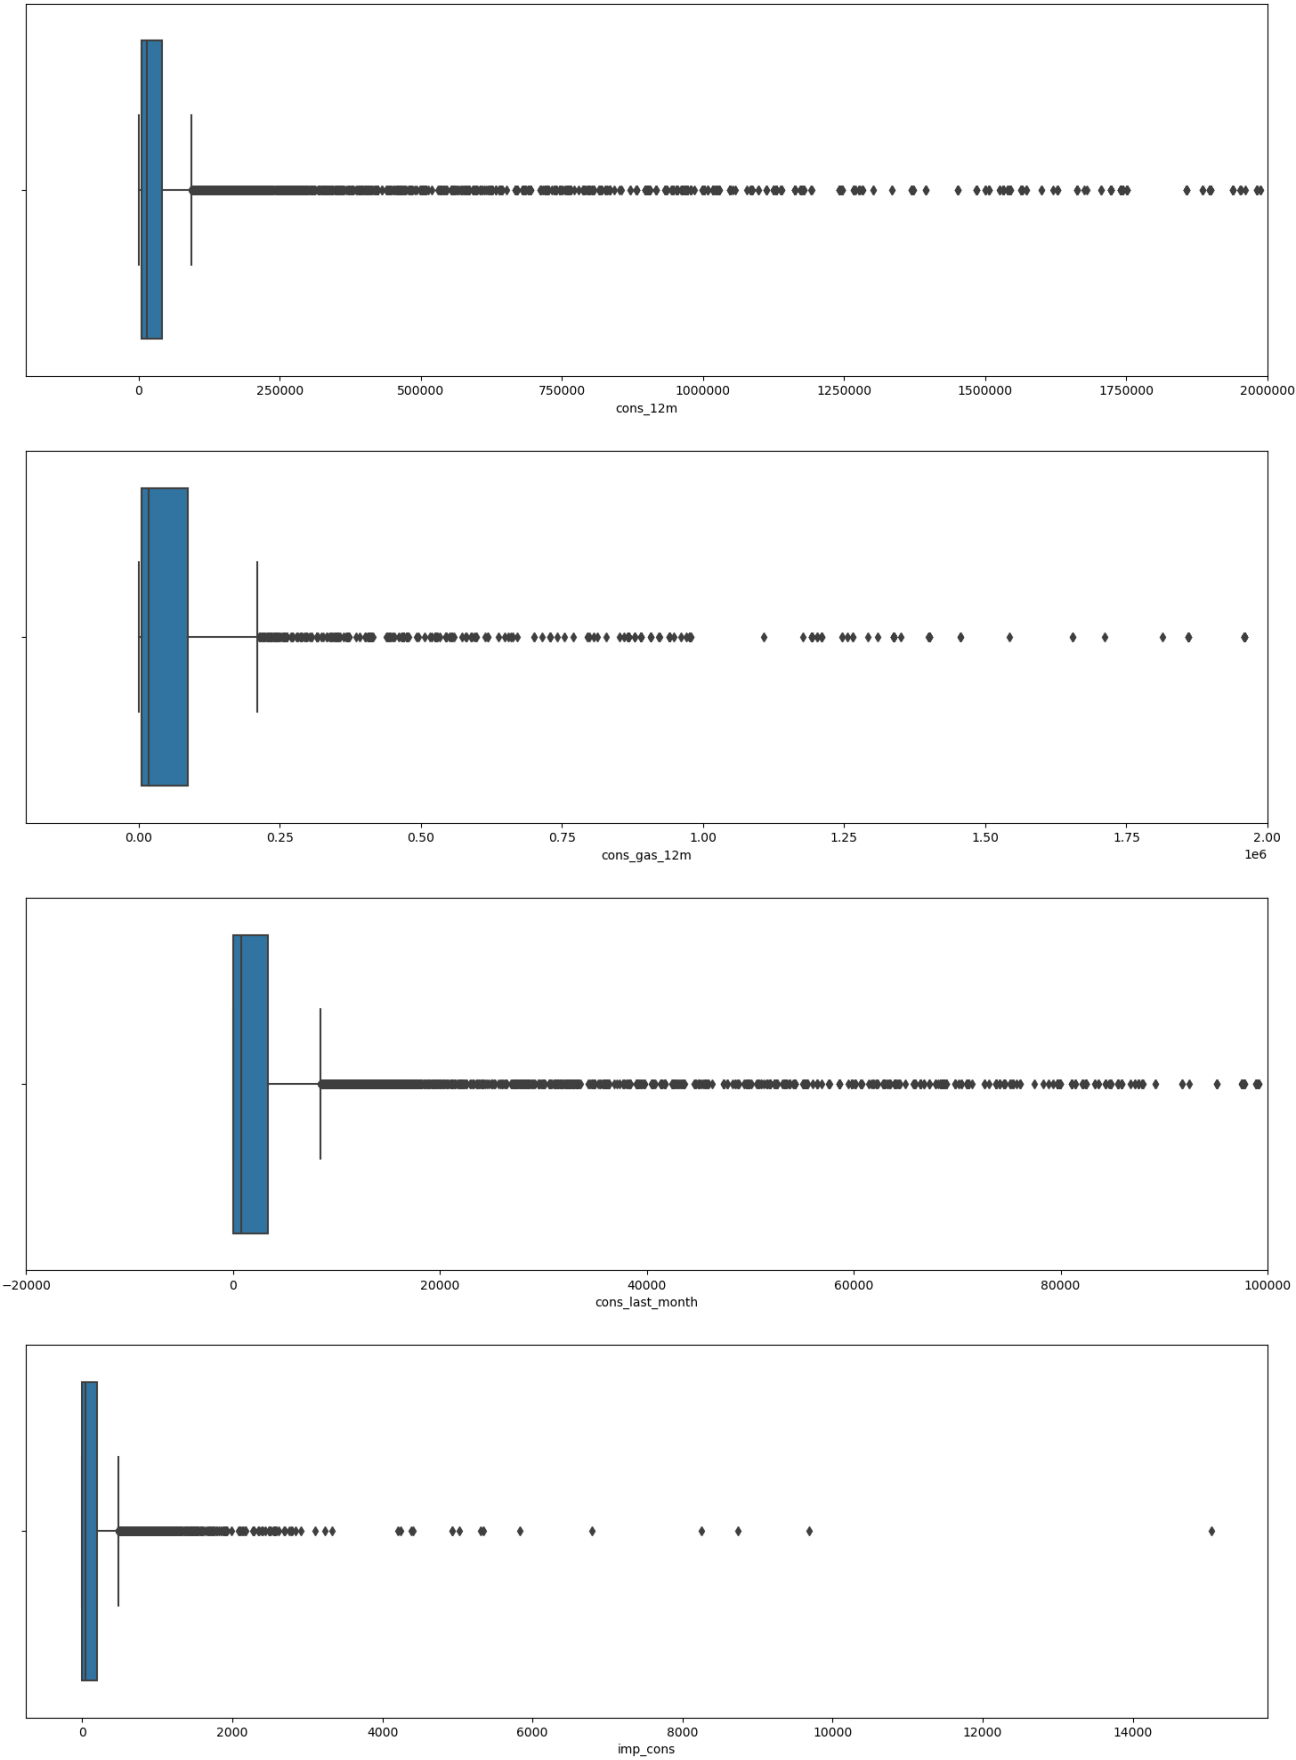 0 250000 500000 750000 1000000 1250000 1500000 1750000 2000000
cons_12m
0.00 0.25 0.50 0.75 1.00 1.25 1.50 1.75 2.00
1e6
cons_gas_12m
−20000 0 20000 40000 60000 80000 100000
cons_last_month
0 2000 4000 6000 8000 10000 12000 14000
imp_cons